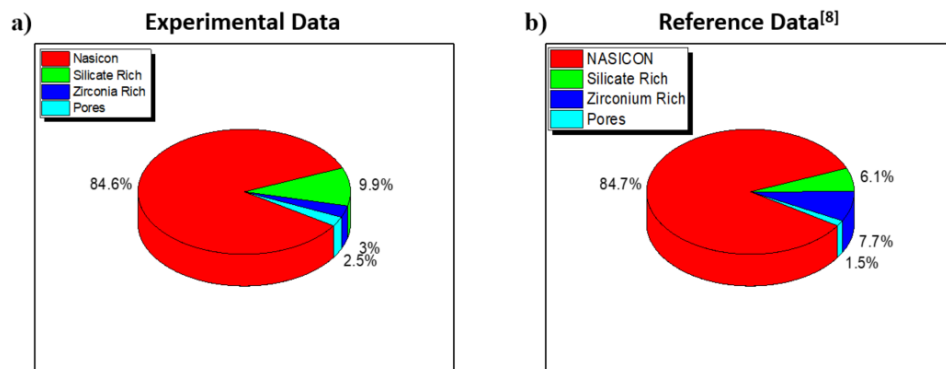 a) Experimental Data
Nasicon
Silicate Rich
Zirconia Rich
Pores
84.6%
9.9%
3%
2.5%
b) Reference Data[8]
NASICON
Silicate Rich
Zirconium Rich
Pores
84.7%
6.1%
7.7%
1.5%